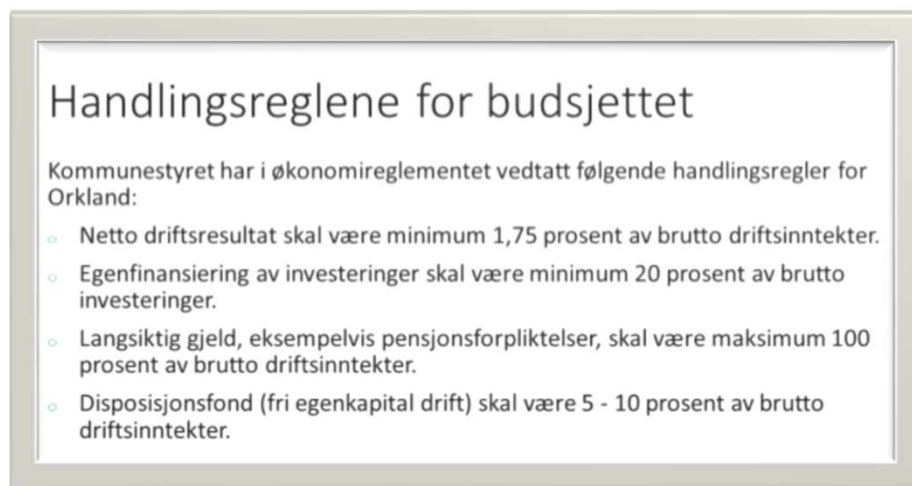 Handlingsreglene for budsjettet
Kommunestyret har i økonomireglementet vedtatt følgende handlingsregler for
Orkland:
Netto driftsresultat skal være minimum 1,75 prosent av brutto driftsinntekter.
Egenfinansiering av investeringer skal være minimum 20 prosent av brutto
investeringer.
Langsiktig gjeld, eksempelvis pensjonsforpliktelser, skal være maksimum 100
prosent av brutto driftsinntekter.
Disposisjonsfond (fri egenkapital drift) skal være 5 - 10 prosent av brutto
driftsinntekter.